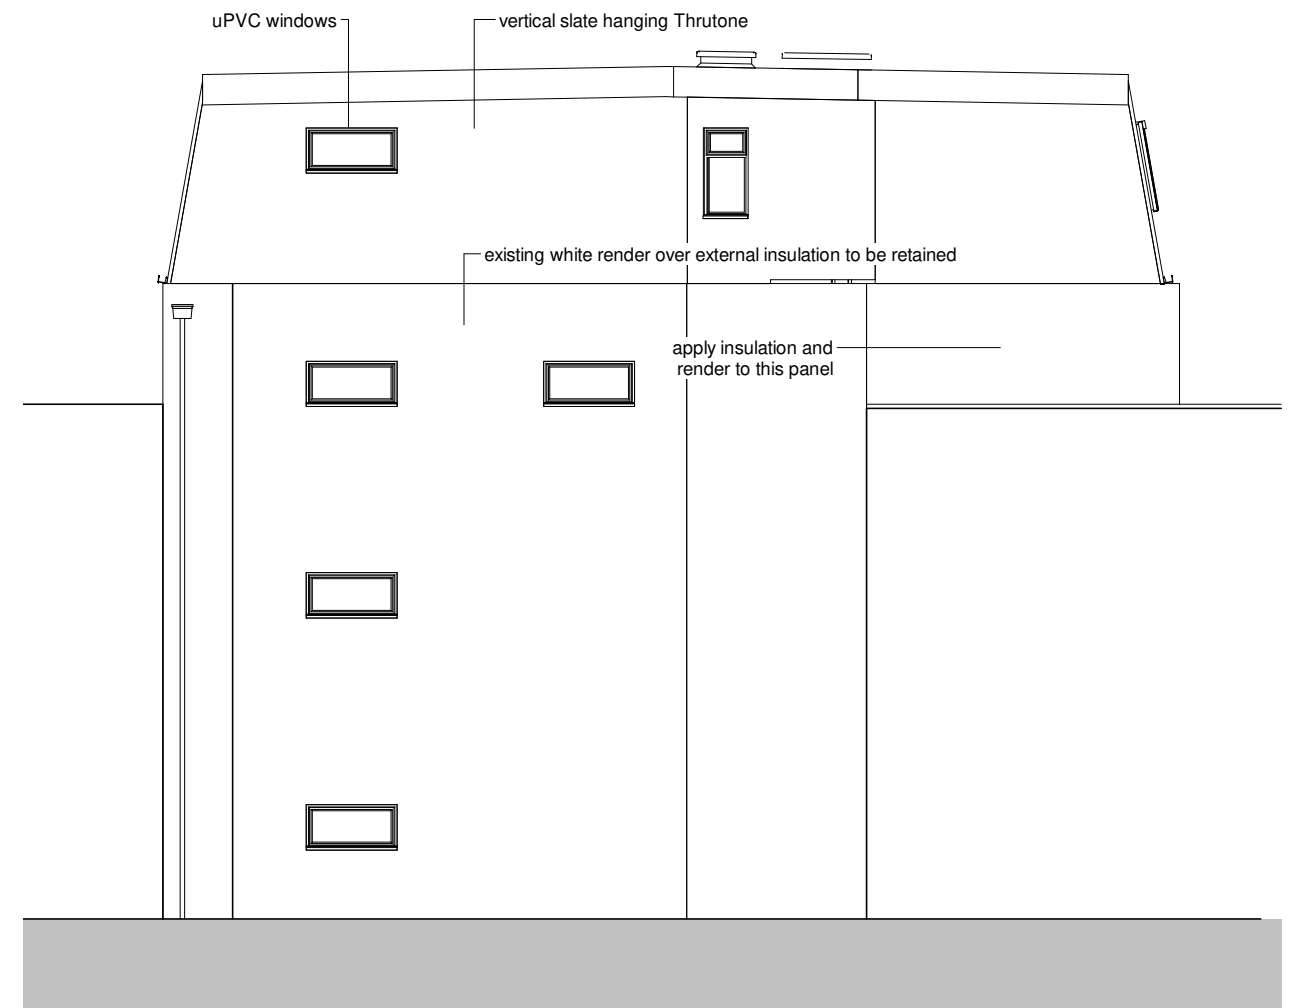 uPVC windows
vertical slate hanging Thrutone
existing white render over external insulation to be retained
apply insulation and
render to this panel